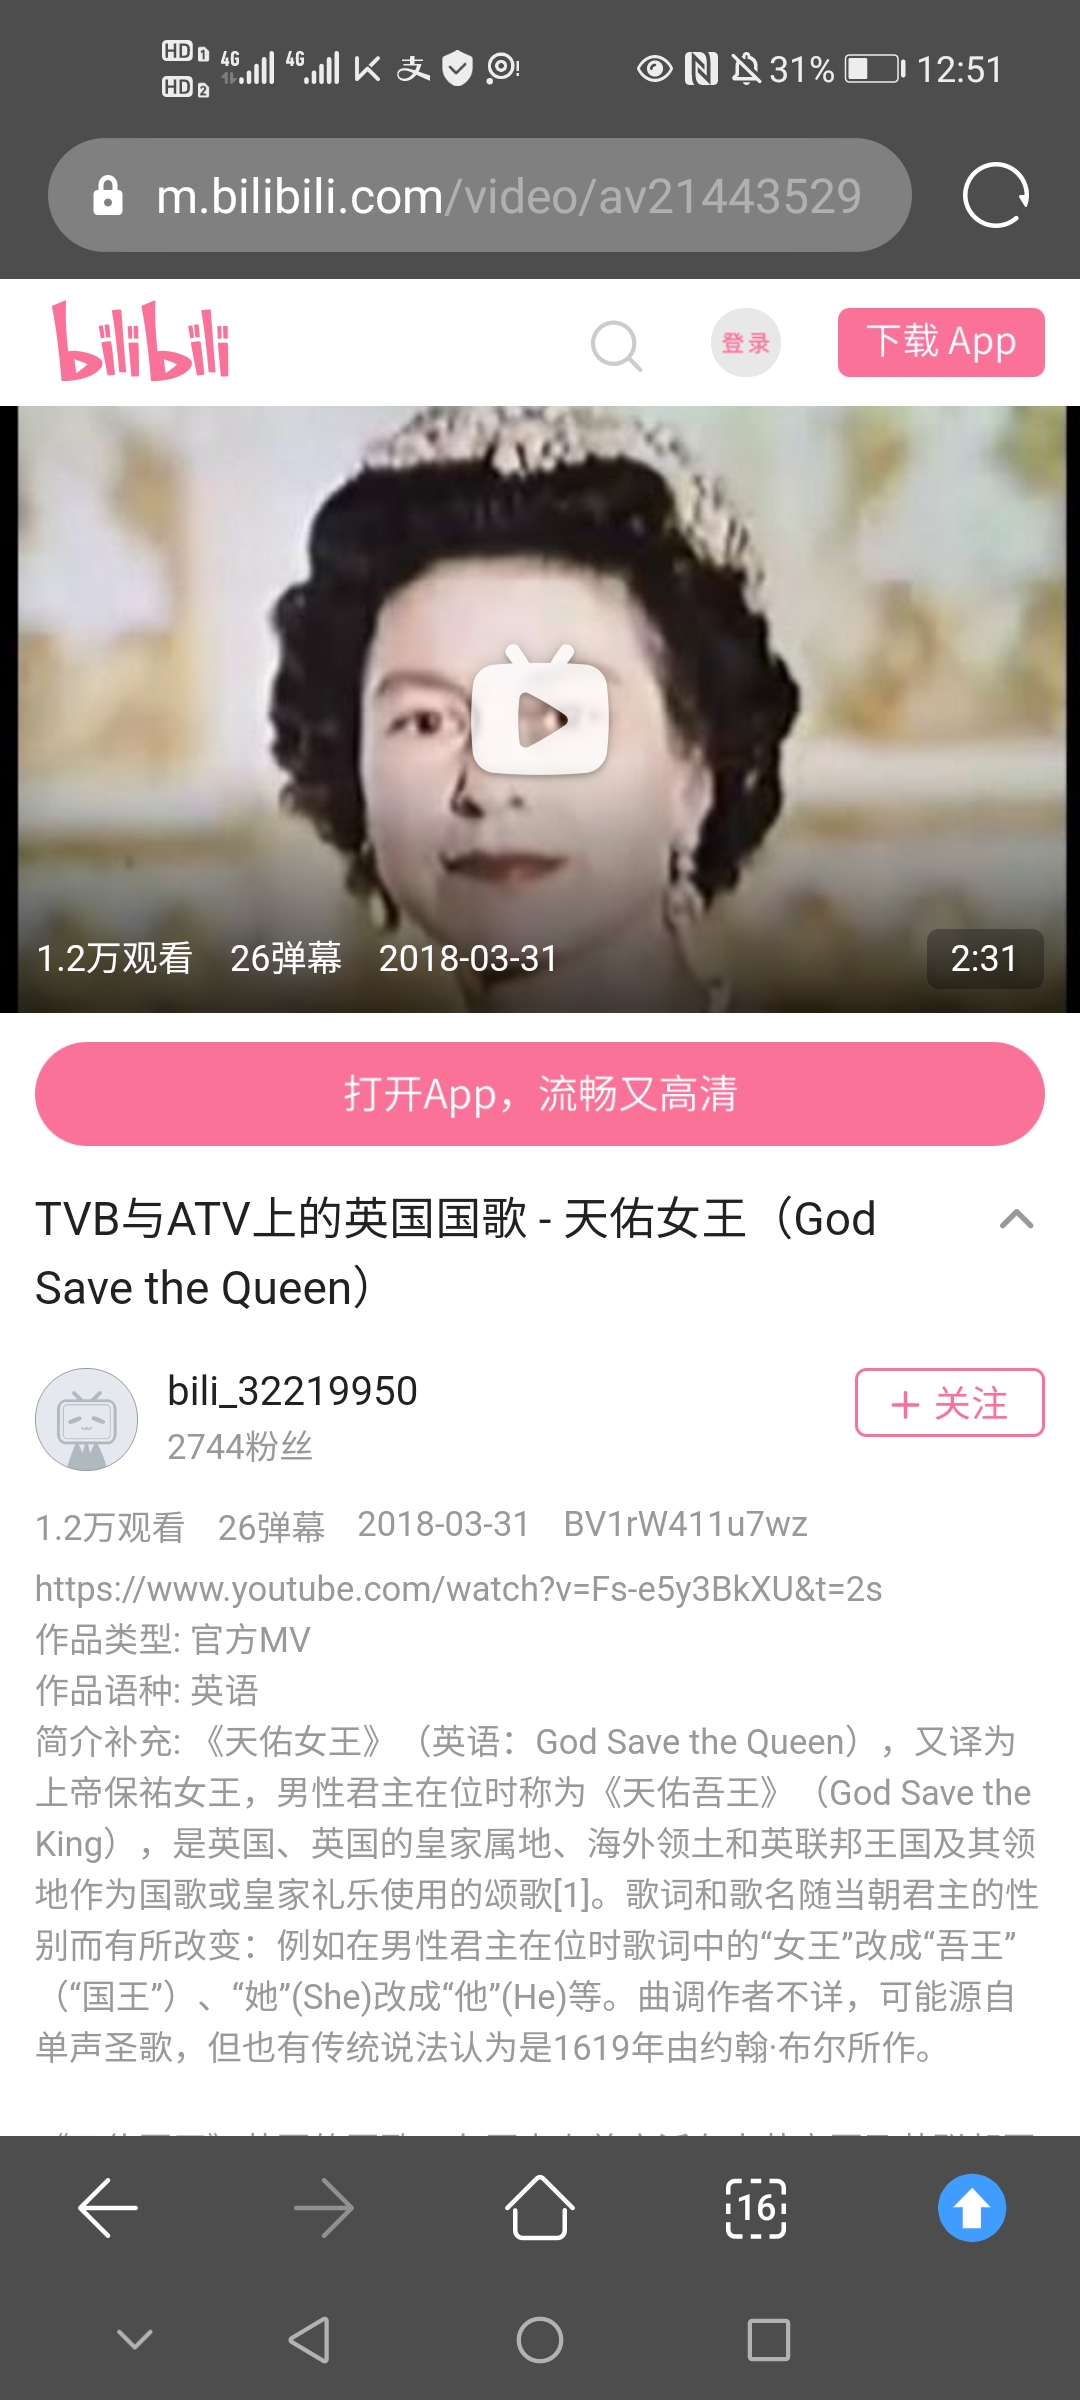 HD 1 4G 4G 31% 12:51
HD 2
m.bilibili.com/video/av21443529
bilibili 登录 下载 App
1.2万观看 26弹幕 2018-03-31 2:31
打开App，流畅又高清
TVB与ATV上的英国国歌 - 天佑女王（God
Save the Queen）
bili_32219950
+ 关注
2744粉丝
1.2万观看 26弹幕 2018-03-31 BV1rW411u7wz
https://www.youtube.com/watch?v=Fs-e5y3BkXU&t=2s
作品类型: 官方MV
作品语种: 英语
简介补充: 《天佑女王》（英语：God Save the Queen），又译为
上帝保祐女王，男性君主在位时称为《天佑吾王》（God Save the
King），是英国、英国的皇家属地、海外领土和英联邦王国及其领
地作为国歌或皇家礼乐使用的颂歌[1]。歌词和歌名随当朝君主的性
别而有所改变：例如在男性君主在位时歌词中的“女王”改成“吾王”
（“国王”）、“她”(She)改成“他”(He)等。曲调作者不详，可能源自
单声圣歌，但也有传统说法认为是1619年由约翰·布尔所作。
16